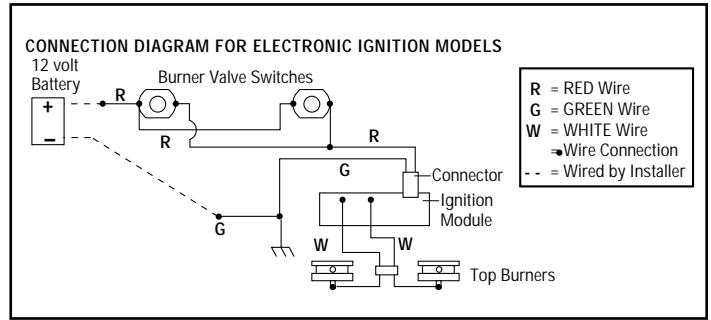 CONNECTION DIAGRAM FOR ELECTRONIC IGNITION MODELS
12 volt
Battery
Burner Valve Switches
+
–
R
R
R
G
G
Connector
Ignition
Module
W
W
Top Burners
R = RED Wire
G = GREEN Wire
W = WHITE Wire
= Wire Connection
- - = Wired by Installer